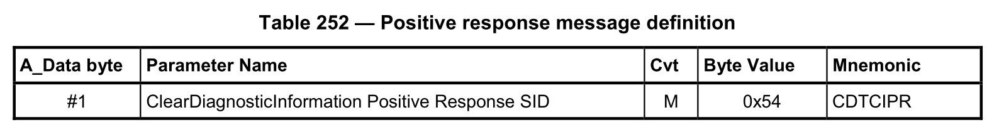 Table 252 — Positive response message definition
A_Data byte Parameter Name Cvt Byte Value Mnemonic
#1 ClearDiagnosticInformation Positive Response SID M 0x54 CDTCIPR